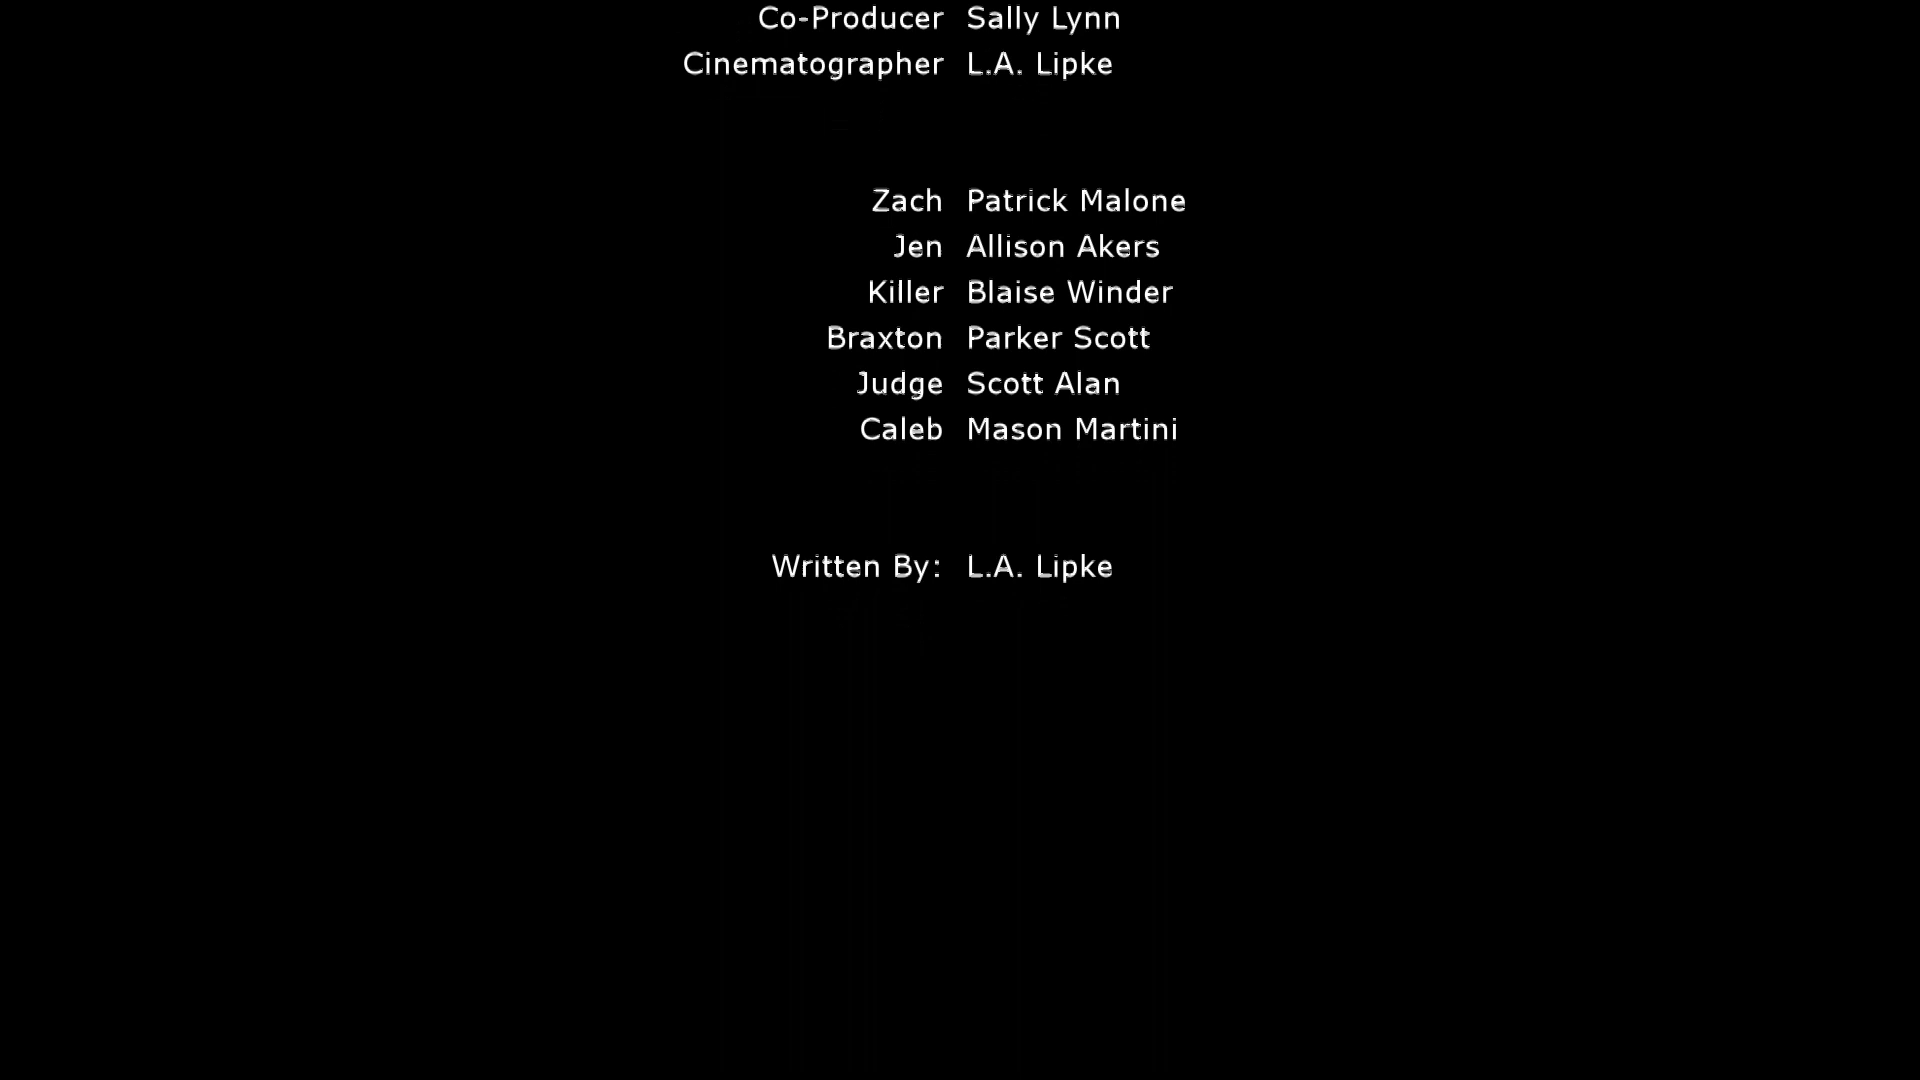 Co-Producer Sally Lynn
Cinematographer L.A. Lipke
Zach Patrick Malone
Jen Allison Akers
Killer Blaise Winder
Braxton Parker Scott
Judge Scott Alan
Caleb Mason Martini
Written By: L.A. Lipke